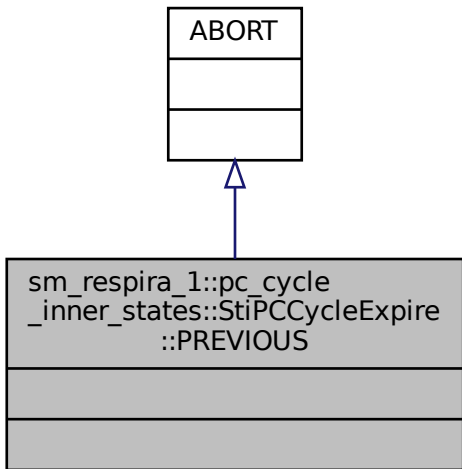 ABORT
sm_respira_1::pc_cycle
_inner_states::StiPCCycleExpire
::PREVIOUS